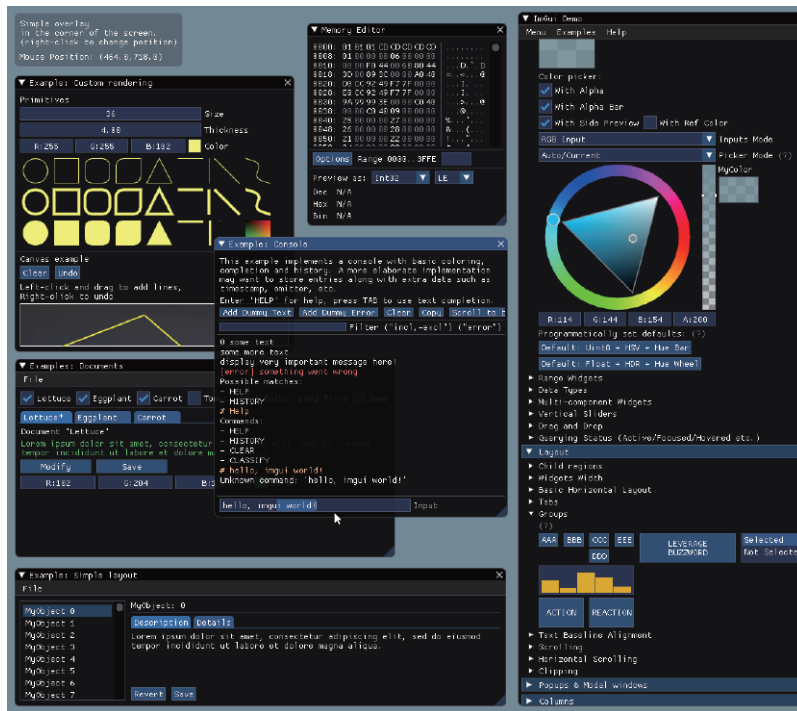 Simple overlay
in the corner of the screen.
(right-click to change position)
Mouse Position: (464.0,718.0)
Example: Custom rendering
Primitives
36 Size
4.00 Thickness
R:255 G:255 B:102 Color
Canvas example
Clear Undo
Left-click and drag to add lines,
Right-click to undo
Examples: Documents
File
Lettuce Eggplant Carrot
Lettuce* Eggplant Carrot
Document "Lettuce"
Lorem ipsum dolor sit amet, consectetur
tempor incididunt ut labore et dolore
Modify Save
R:102 G:204
Example: Simple layout
File
MyObject 0
MyObject 1
MyObject 2
MyObject 3
MyObject 4
MyObject 5
MyObject 6
MyObject 7
MyObject: 0
Description Details
Lorem ipsum dolor sit amet, consectetur adipiscing elit, sed do eiusmod
tempor incididunt ut labore et dolore magna aliqua.
Revert Save
Memory Editor
Options Range 0000..3FFE
Preview as: Int32 LE
Dec N/A
Hex N/A
Bin N/A
Example: Console
This example implements a console with basic coloring,
completion and history. A more elaborate implementation
may want to store entries along with extra data such as
timestamp, emitter, etc.
Enter 'HELP' for help, press TAB to use text completion.
Add Dummy Text Add Dummy Error Clear Copy Scroll to
Filter ("incl,-excl") ("error")
0 some text
some more text
display very important message here!
[error] something went wrong
Possible matches:
- HELP
- HISTORY
# Help
Commands:
- HELP
- HISTORY
- CLEAR
- CLASSIFY
# hello, imgui world!
Unknown command: 'hello, imgui world!'
hello, imgui world! Input
ImGui Demo
Menu Examples Help
Color picker:
With Alpha
With Alpha Bar
With Side Preview With Ref Color
RGB Input Inputs Mode
Auto/Current Picker Mode (?)
MyColor
R:114 G:144 B:154 A:200
Programmatically set defaults: (?)
Default: Uint8 + HSV + Hue Bar
Default: Float + HDR + Hue Wheel
Range Widgets
Data Types
Multi-component Widgets
Vertical Sliders
Drag and Drop
Querying Status (Active/Focused/Hovered etc.)
Layout
Child regions
Widgets Width
Basic Horizontal Layout
Tabs
Groups
(?)
AAA BBB CCC EEE
DDD
LEVERAGE
BUZZWORD
Selected
Not Selected
ACTION REACTION
Text Baseline Alignment
Scrolling
Horizontal Scrolling
Clipping
Popups & Modal windows
Columns